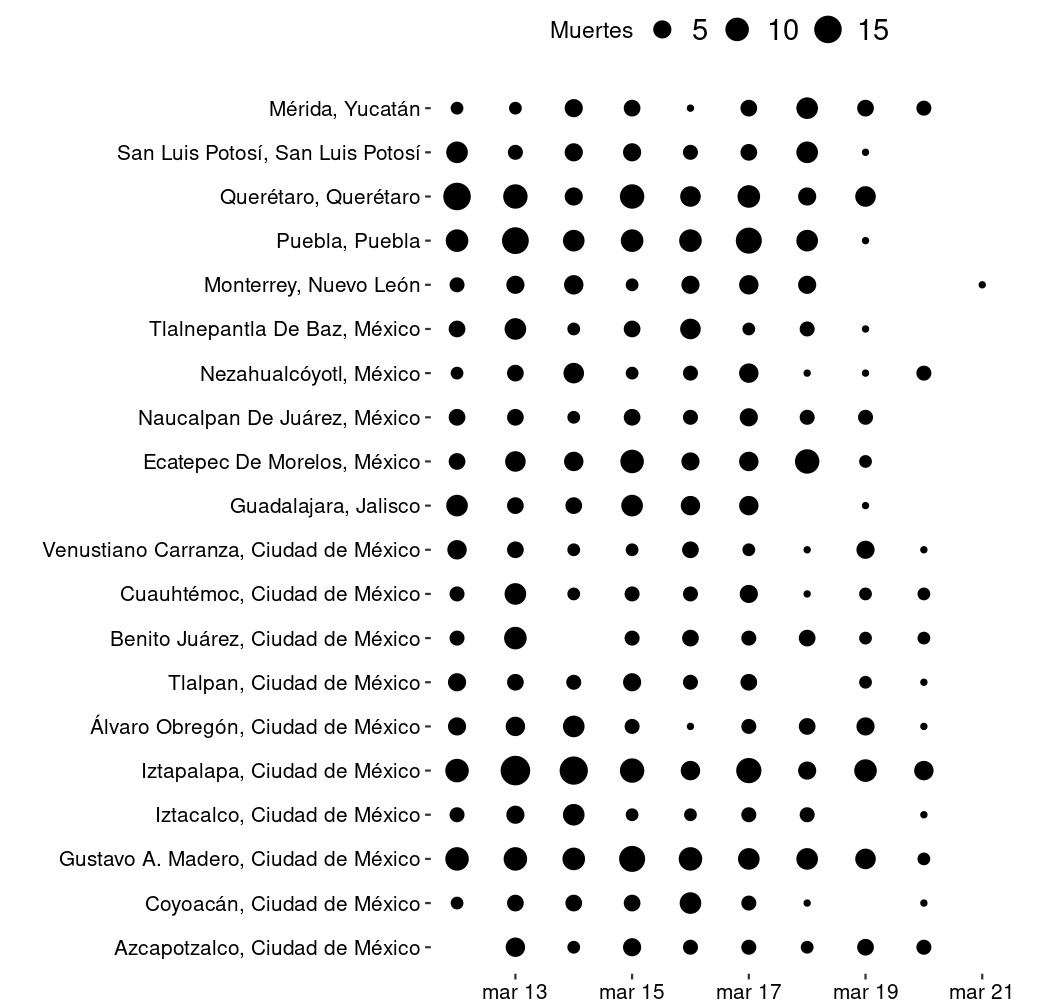 Muertes 5 10 15
Mérida, Yucatán
San Luis Potosí, San Luis Potosí
Querétaro, Querétaro
Puebla, Puebla
Monterrey, Nuevo León
Tlalnepantla De Baz, México
Nezahualcóyotl, México
Naucalpan De Juárez, México
Ecatepec De Morelos, México
Guadalajara, Jalisco
Venustiano Carranza, Ciudad de México
Cuauhtémoc, Ciudad de México
Benito Juárez, Ciudad de México
Tlalpan, Ciudad de México
Álvaro Obregón, Ciudad de México
Iztapalapa, Ciudad de México
Iztacalco, Ciudad de México
Gustavo A. Madero, Ciudad de México
Coyoacán, Ciudad de México
Azcapotzalco, Ciudad de México
mar 13 mar 15 mar 17 mar 19 mar 21